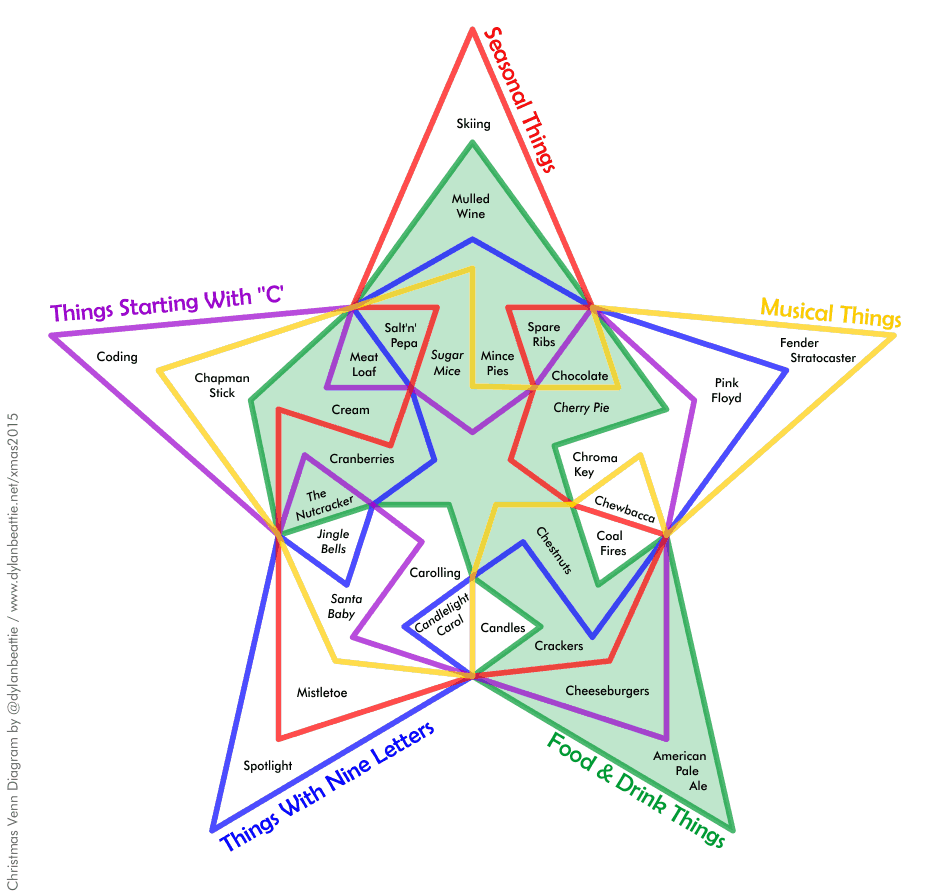 Seasonal Things
Skiing
Mulled
Wine
Things Starting With "C'
Musical Things
Coding
Chapman
Stick
Salt'n'
Pepa
Meat
Loaf
Sugar
Mice
Mince
Pies
Spare
Ribs
Chocolate
Cherry Pie
Pink
Floyd
Fender
Stratocaster
Cream
Cranberries
The
Nutcracker
Jingle
Bells
Santa
Baby
Carolling
Candlelight
Carol
Candles
Chestnuts
Chroma
Key
Chewbacca
Coal
Fires
Crackers
Cheeseburgers
Mistletoe
Spotlight
American
Pale
Ale
Things With Nine Letters
Food & Drink Things
Christmas Venn Diagram by @dylanbeattie / www.dylanbeattie.net/xmas2015